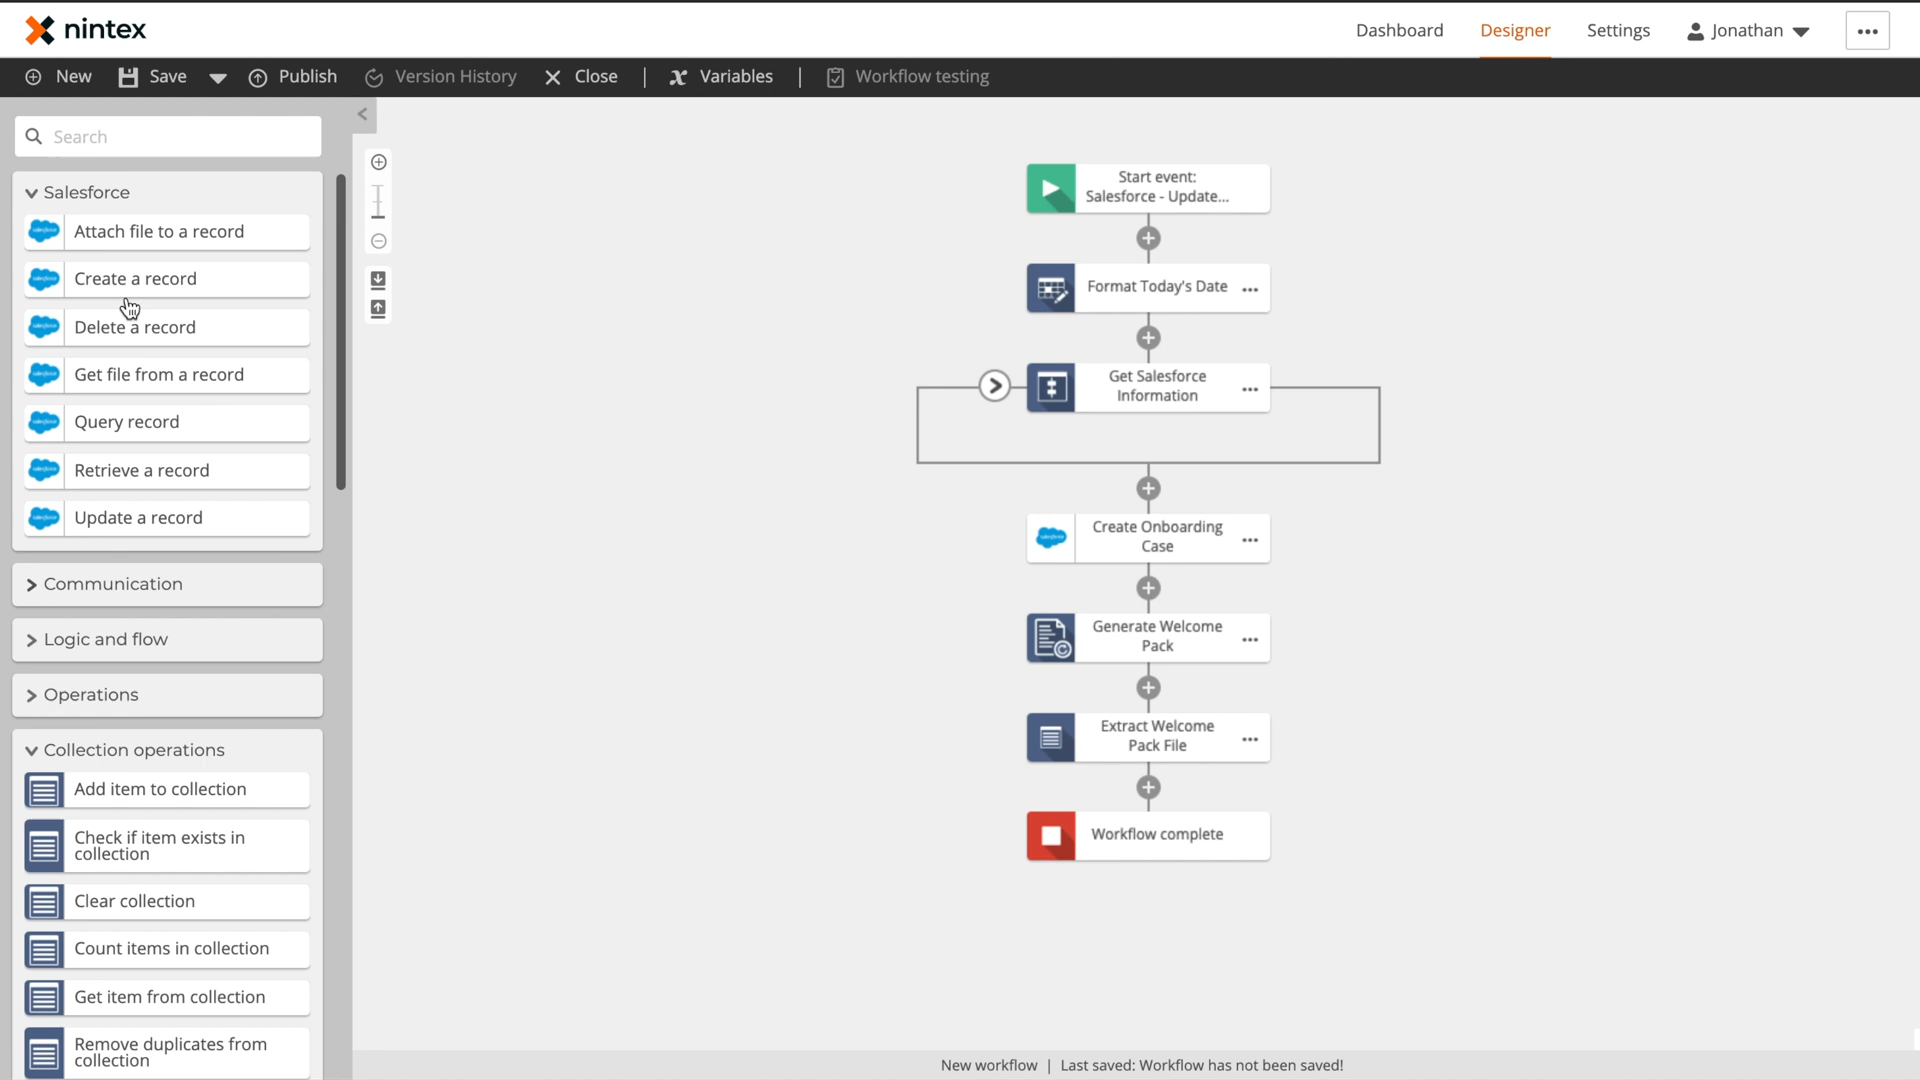 nintex
Dashboard
Designer
Settings
Jonathan
New
Save
Publish
Version History
Close
|
Variables
|
Workflow testing
Search
Salesforce
Attach file to a record
Create a record
Delete a record
Get file from a record
Query record
Retrieve a record
Update a record
Communication
Logic and flow
Operations
Collection operations
Add item to collection
Check if item exists in
collection
Clear collection
Count items in collection
Get item from collection
Remove duplicates from
collection
Start event:
Salesforce - Update...
Format Today's Date
Get Salesforce
Information
Create Onboarding
Case
Generate Welcome
Pack
Extract Welcome
Pack File
Workflow complete
New workflow | Last saved: Workflow has not been saved!